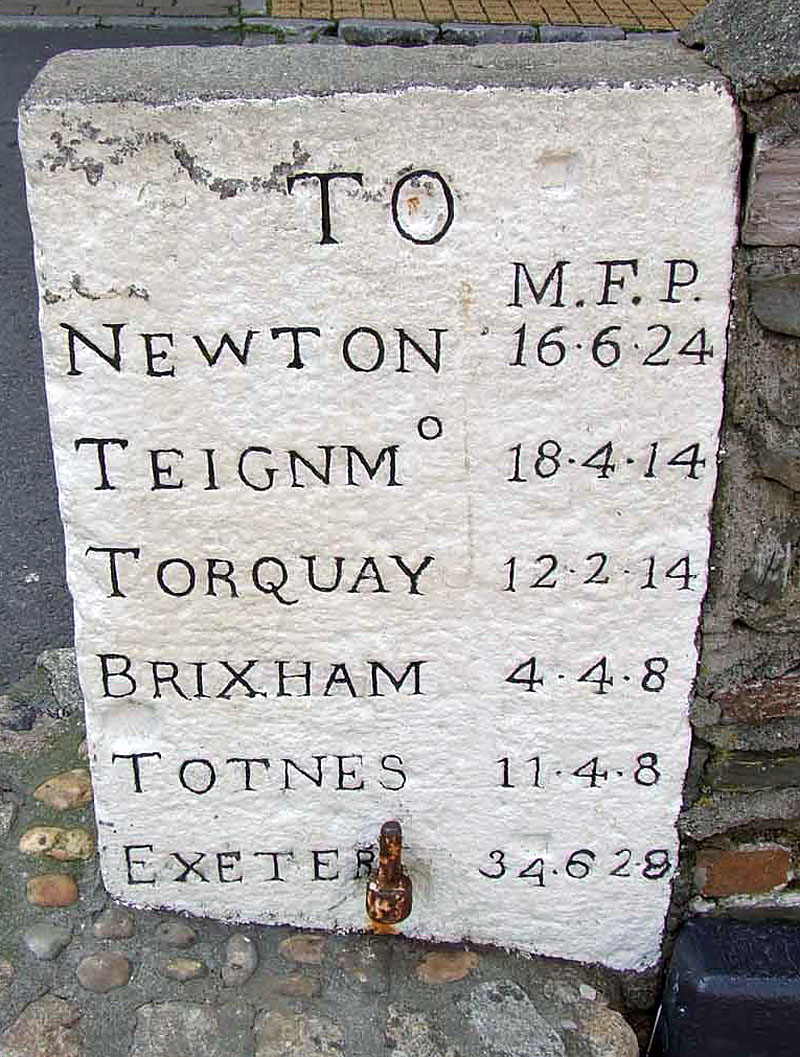 TO
M.F.P.
NEWTON 16·6·24
TEIGNMº 18·4·14
TORQUAY 12·2·14
BRIXHAM 4·4·8
TOTNES 11·4·8
EXETER 34.6 28